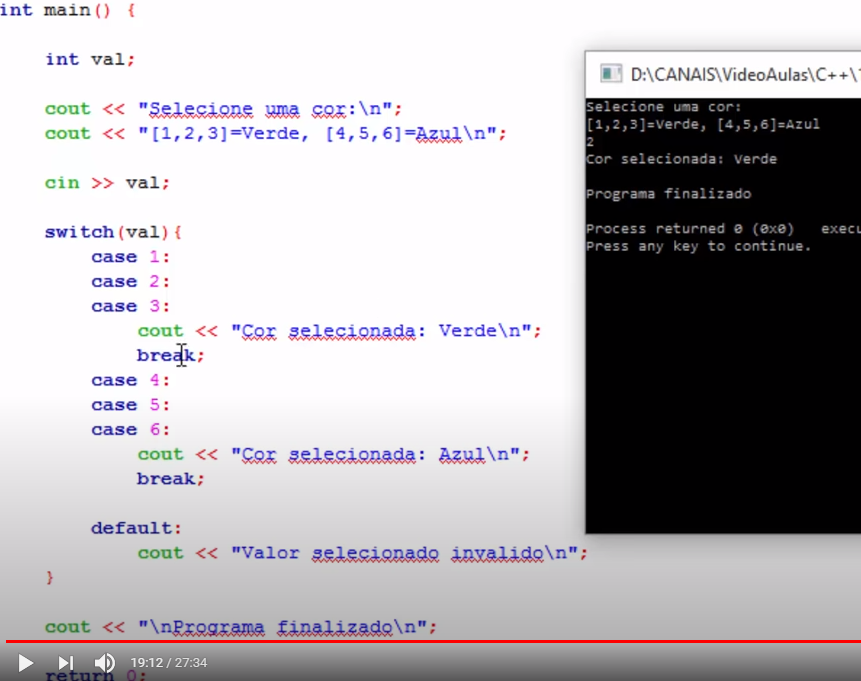 int main() {
int val;
cout << "Selecione uma cor:\n";
cout << "[1,2,3]=Verde, [4,5,6]=Azul\n";
cin >> val;
switch(val){
case 1:
case 2:
case 3:
cout << "Cor selecionada: Verde\n";
break;
case 4:
case 5:
case 6:
cout << "Cor selecionada: Azul\n";
break;
default:
cout << "Valor selecionado invalido\n";
}
cout << "\nPrograma finalizado\n";
return 0;
D:\CANAIS\VideoAulas\C++\
Selecione uma cor:
[1,2,3]=Verde, [4,5,6]=Azul
2
Cor selecionada: Verde
Programa finalizado
Process returned 0 (0x0) execu
Press any key to continue.
19:12 / 27:34